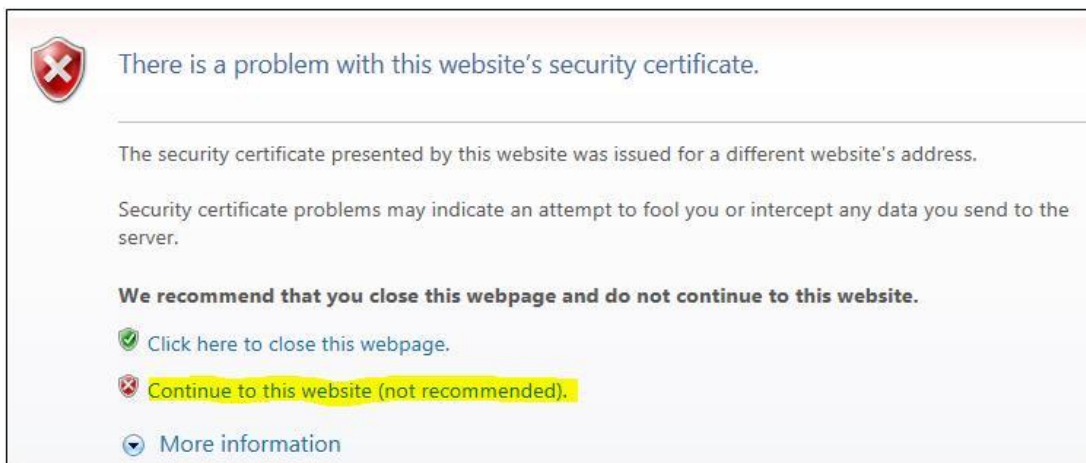 There is a problem with this website's security certificate.
The security certificate presented by this website was issued for a different website's address.
Security certificate problems may indicate an attempt to fool you or intercept any data you send to the
server.
We recommend that you close this webpage and do not continue to this website.
Click here to close this webpage.
Continue to this website (not recommended).
More information